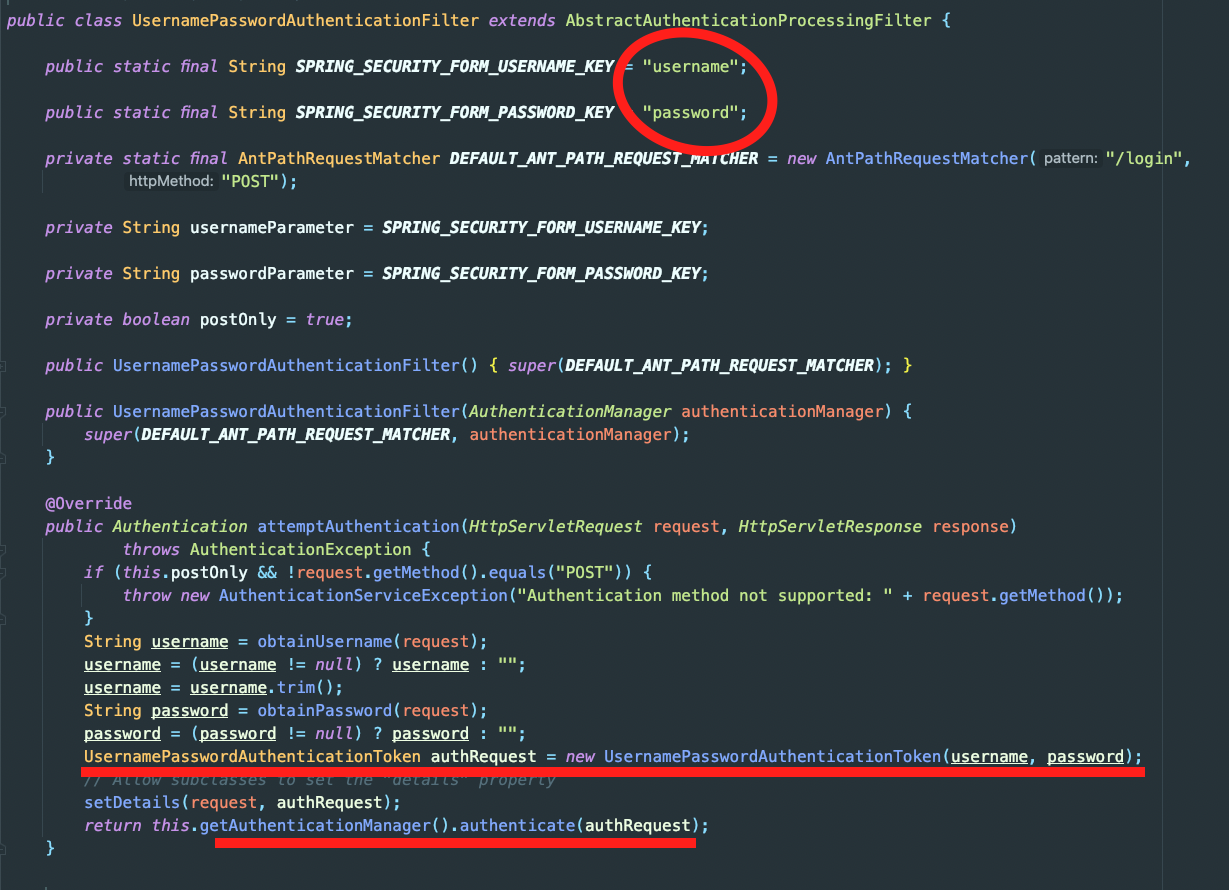 public class UsernamePasswordAuthenticationFilter extends AbstractAuthenticationProcessingFilter {
public static final String SPRING_SECURITY_FORM_USERNAME_KEY = "username";
public static final String SPRING_SECURITY_FORM_PASSWORD_KEY "password";
private static final AntPathRequestMatcher DEFAULT_ANT_PATH_REQUEST_MATCHER = new AntPathRequestMatcher( pattern: "/login",
httpMethod: "POST");
private String usernameParameter = SPRING_SECURITY_FORM_USERNAME_KEY;
private String passwordParameter = SPRING_SECURITY_FORM_PASSWORD_KEY;
private boolean postOnly = true;
public UsernamePasswordAuthenticationFilter() { super(DEFAULT_ANT_PATH_REQUEST_MATCHER); }
public UsernamePasswordAuthenticationFilter(AuthenticationManager authenticationManager) {
super(DEFAULT_ANT_PATH_REQUEST_MATCHER, authenticationManager);
}
@Override
public Authentication attemptAuthentication(HttpServletRequest request, HttpServletResponse response)
throws AuthenticationException {
if (this.postOnly && !request.getMethod().equals("POST")) {
throw new AuthenticationServiceException("Authentication method not supported: " + request.getMethod());
}
String username = obtainUsername(request);
username = (username != null) ? username : "";
username = username.trim();
String password = obtainPassword(request);
password = (password != null) ? password : "";
UsernamePasswordAuthenticationToken authRequest = new UsernamePasswordAuthenticationToken(username, password);
// Allow subclasses to set the "details" property
setDetails(request, authRequest);
return this.getAuthenticationManager().authenticate(authRequest);
}